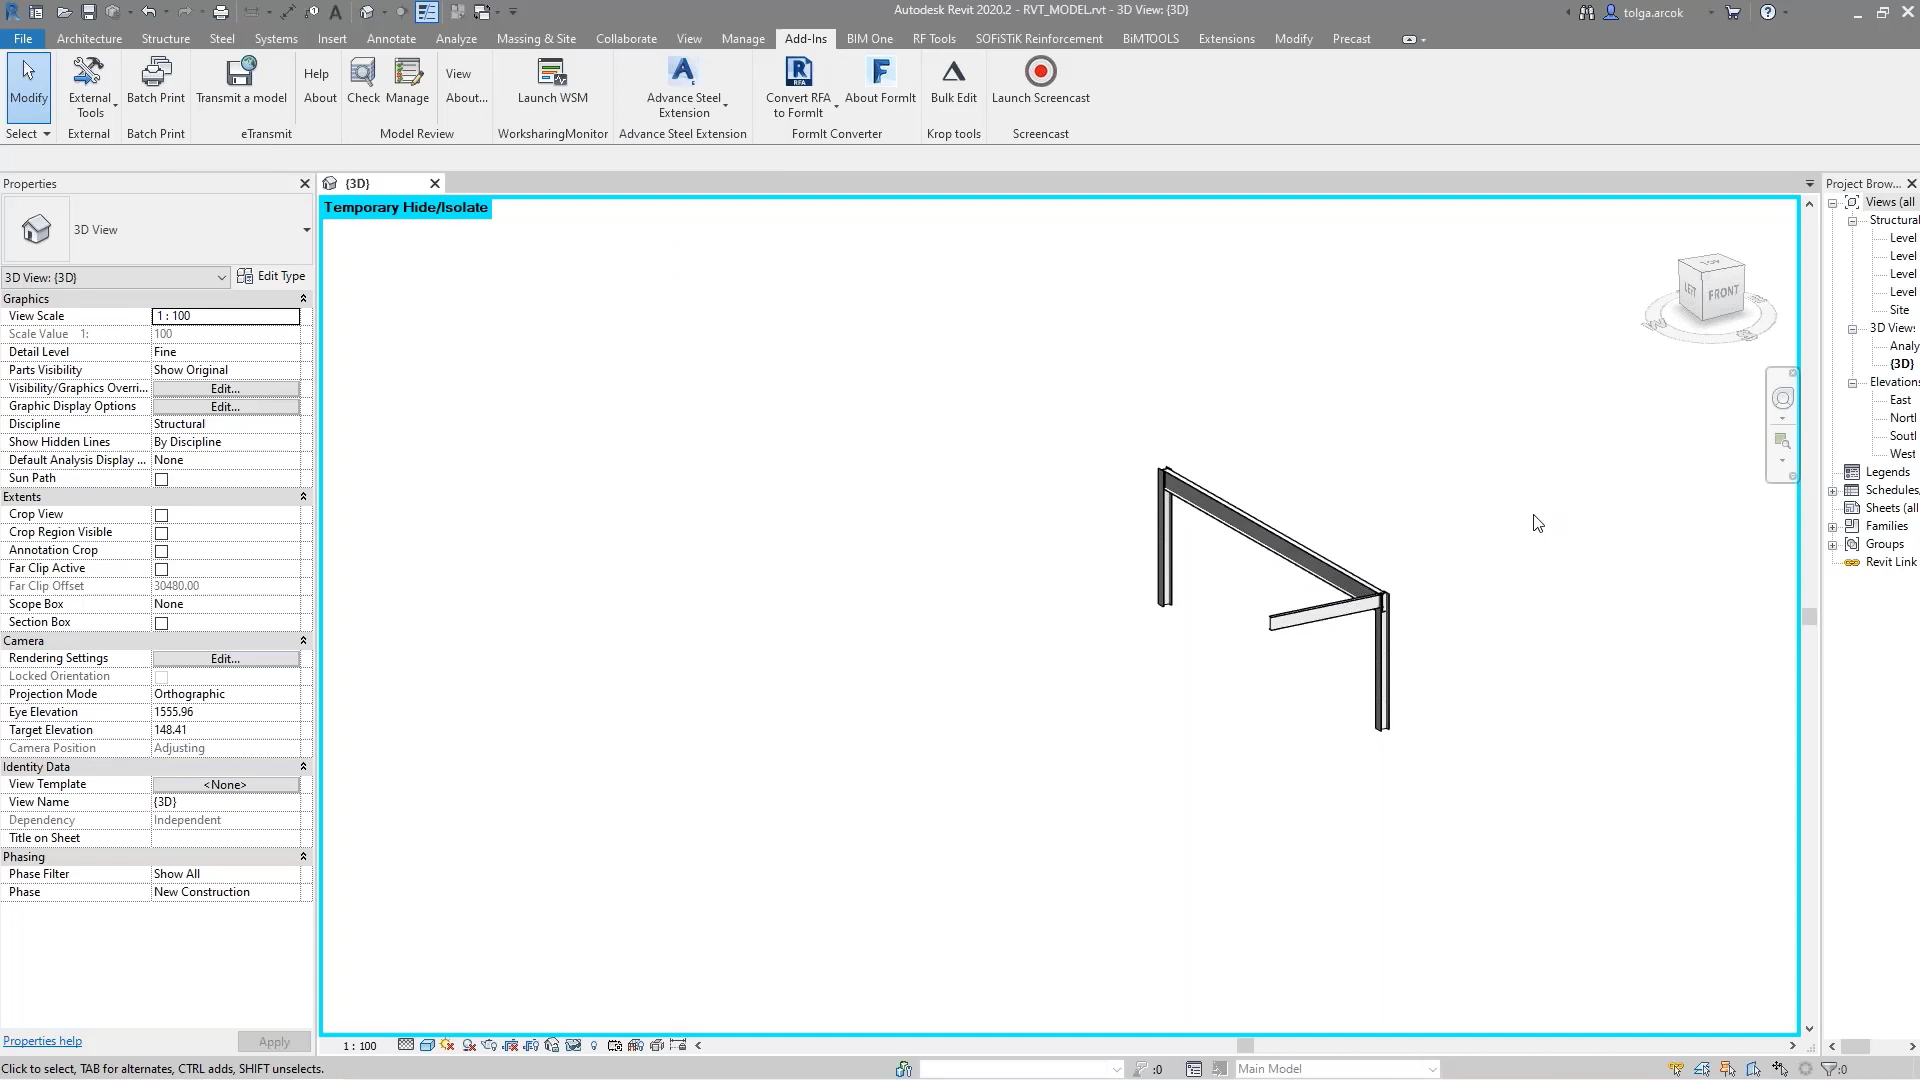 Autodesk Revit 2020.2 - RVT_MODEL.rvt - 3D View: {3D}
tolga.arcok
File Architecture Structure Steel Systems Insert Annotate Analyze Massing & Site Collaborate View Manage Add-Ins BIM One RF Tools SOFiSTiK Reinforcement BiMTOOLS Extensions Modify Precast
Modify
External
Tools
Batch Print
Transmit a model
Help
About
Check
Manage
View
About...
Launch WSM
Advance Steel
Extension
Convert RFA
to FormIt
About FormIt
Bulk Edit
Launch Screencast
Select External Batch Print eTransmit Model Review WorksharingMonitor Advance Steel Extension FormIt Converter Krop tools Screencast
Properties
3D View
3D View: {3D} Edit Type
Graphics
View Scale 1 : 100
Scale Value 1: 100
Detail Level Fine
Parts Visibility Show Original
Visibility/Graphics Overri... Edit...
Graphic Display Options Edit...
Discipline Structural
Show Hidden Lines By Discipline
Default Analysis Display ... None
Sun Path
Extents
Crop View
Crop Region Visible
Annotation Crop
Far Clip Active
Far Clip Offset 30480.00
Scope Box None
Section Box
Camera
Rendering Settings Edit...
Locked Orientation
Projection Mode Orthographic
Eye Elevation 1555.96
Target Elevation 148.41
Camera Position Adjusting
Identity Data
View Template <None>
View Name {3D}
Dependency Independent
Title on Sheet
Phasing
Phase Filter Show All
Phase New Construction
Properties help Apply
{3D}
Temporary Hide/Isolate
TOP
LEFT FRONT
W S
1 : 100
Project Brow...
Views (all
Structural
Level
Level
Level
Level
Site
3D Views
Analy
{3D}
Elevations
East
North
South
West
Legends
Schedules,
Sheets (all
Families
Groups
Revit Link
Click to select, TAB for alternates, CTRL adds, SHIFT unselects.
:0
Main Model
:0